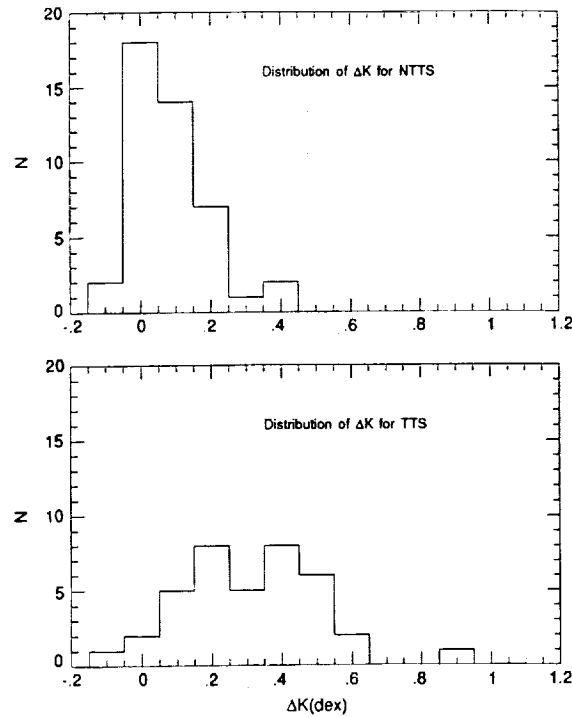 20
Distribution of ΔK for NTTS
15
N
10
5
0
-.2 0 .2 .4 .6 .8 1 1.2
20
Distribution of ΔK for TTS
15
N
10
5
0
-.2 0 .2 .4 .6 .8 1 1.2
ΔK(dex)